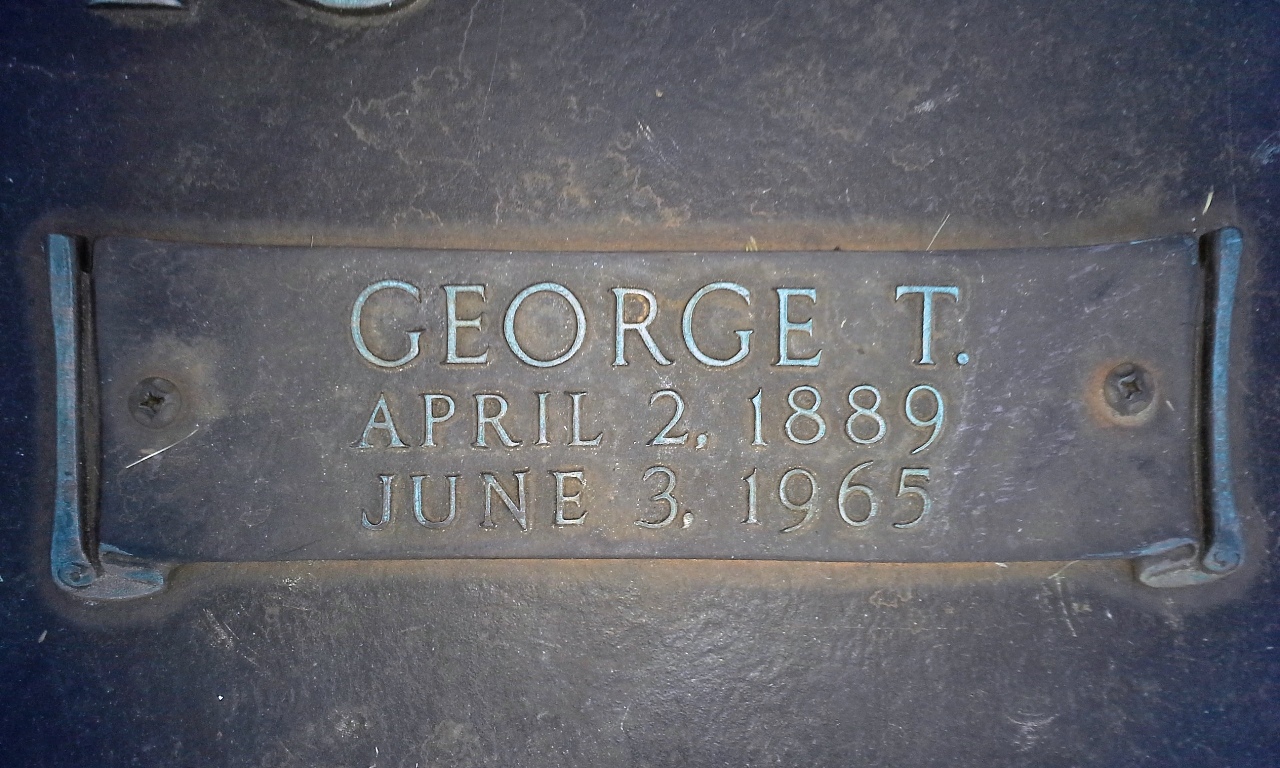 GEORGE T.
APRIL 2, 1889
JUNE 3, 1965